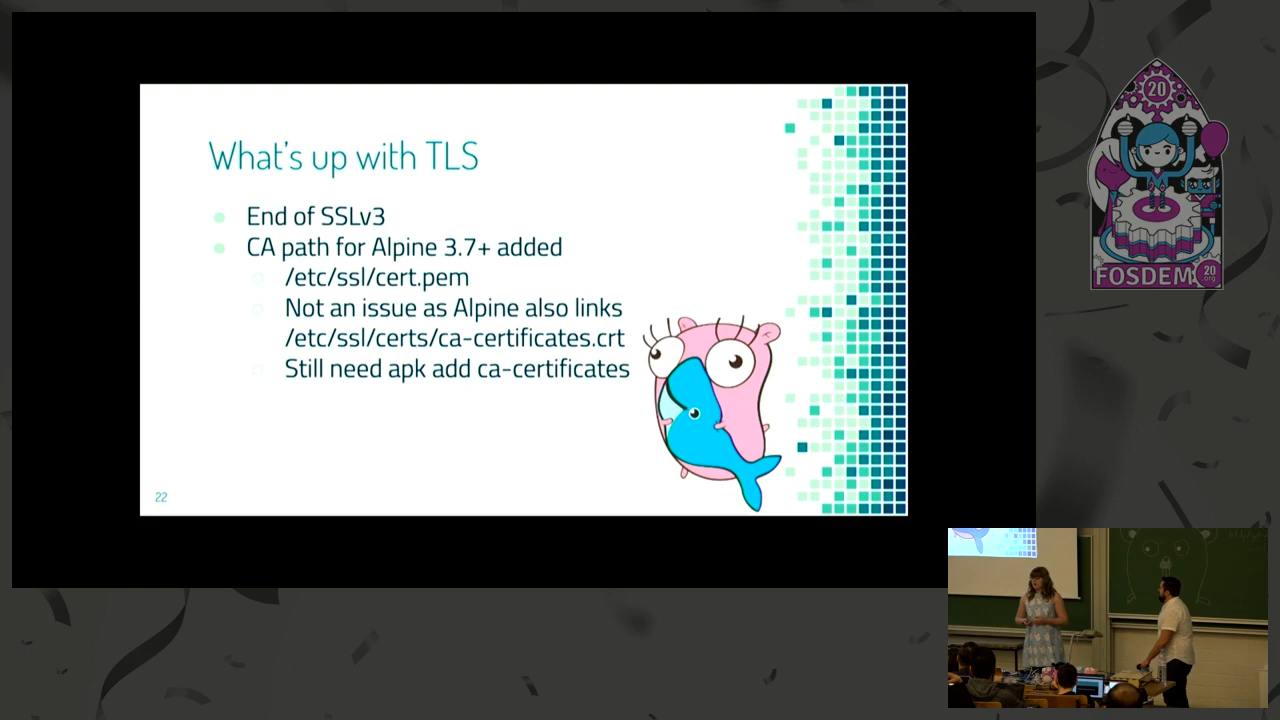 What's up with TLS
End of SSLv3
CA path for Alpine 3.7+ added
/etc/ssl/cert.pem
Not an issue as Alpine also links
/etc/ssl/certs/ca-certificates.crt
Still need apk add ca-certificates
22
20
FOSDEM
20
.org